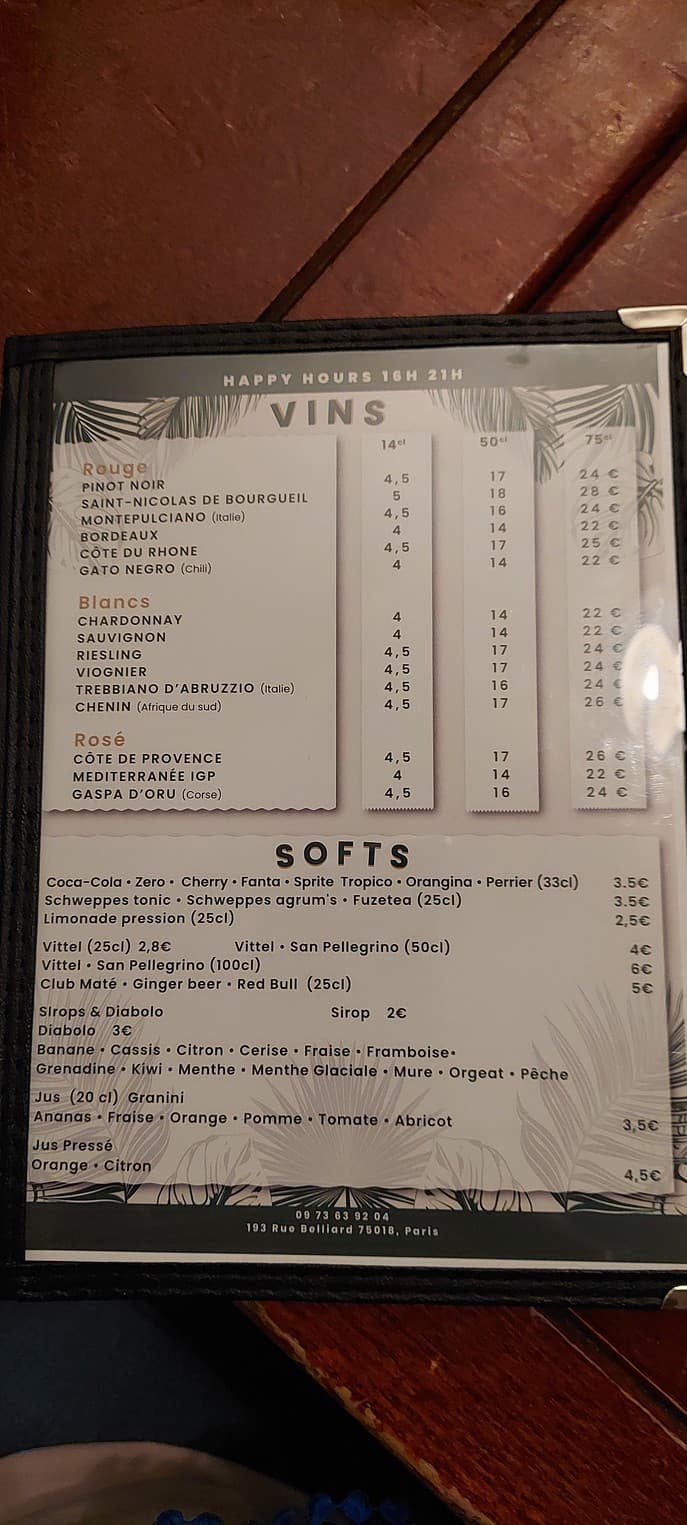 HAPPY HOURS 16H 21H
VINS
14cl 50cl 75cl
Rouge
PINOT NOIR 4,5 17 24 €
SAINT-NICOLAS DE BOURGUEIL 5 18 28 €
MONTEPULCIANO (Italie) 4,5 16 24 €
BORDEAUX 4 14 22 €
CÔTE DU RHONE 4,5 17 25 €
GATO NEGRO (Chili) 4 14 22 €
Blancs
CHARDONNAY 4 14 22 €
SAUVIGNON 4 14 22 €
RIESLING 4,5 17 24 €
VIOGNIER 4,5 17 24 €
TREBBIANO D'ABRUZZIO (Italie) 4,5 16 24 €
CHENIN (Afrique du sud) 4,5 17 26 €
Rosé
CÔTE DE PROVENCE 4,5 17 26 €
MEDITERRANÉE IGP 4 14 22 €
GASPA D'ORU (Corse) 4,5 16 24 €
SOFTS
Coca-Cola • Zero • Cherry • Fanta • Sprite Tropico • Orangina • Perrier (33cl) 3.5€
Schweppes tonic • Schweppes agrum's • Fuzetea (25cl) 3.5€
Limonade pression (25cl) 2,5€
Vittel (25cl) 2,8€ Vittel • San Pellegrino (50cl) 4€
Vittel • San Pellegrino (100cl) 6€
Club Maté • Ginger beer • Red Bull (25cl) 5€
SIrops & Diabolo Sirop 2€
Diabolo 3€
Banane • Cassis • Citron • Cerise • Fraise • Framboise•
Grenadine • Kiwi • Menthe • Menthe Glaciale • Mure • Orgeat • Pêche
Jus (20 cl) Granini
Ananas • Fraise • Orange • Pomme • Tomate • Abricot 3,5€
Jus Pressé
Orange • Citron 4,5€
09 73 63 92 04
193 Rue Belliard 75018, Paris